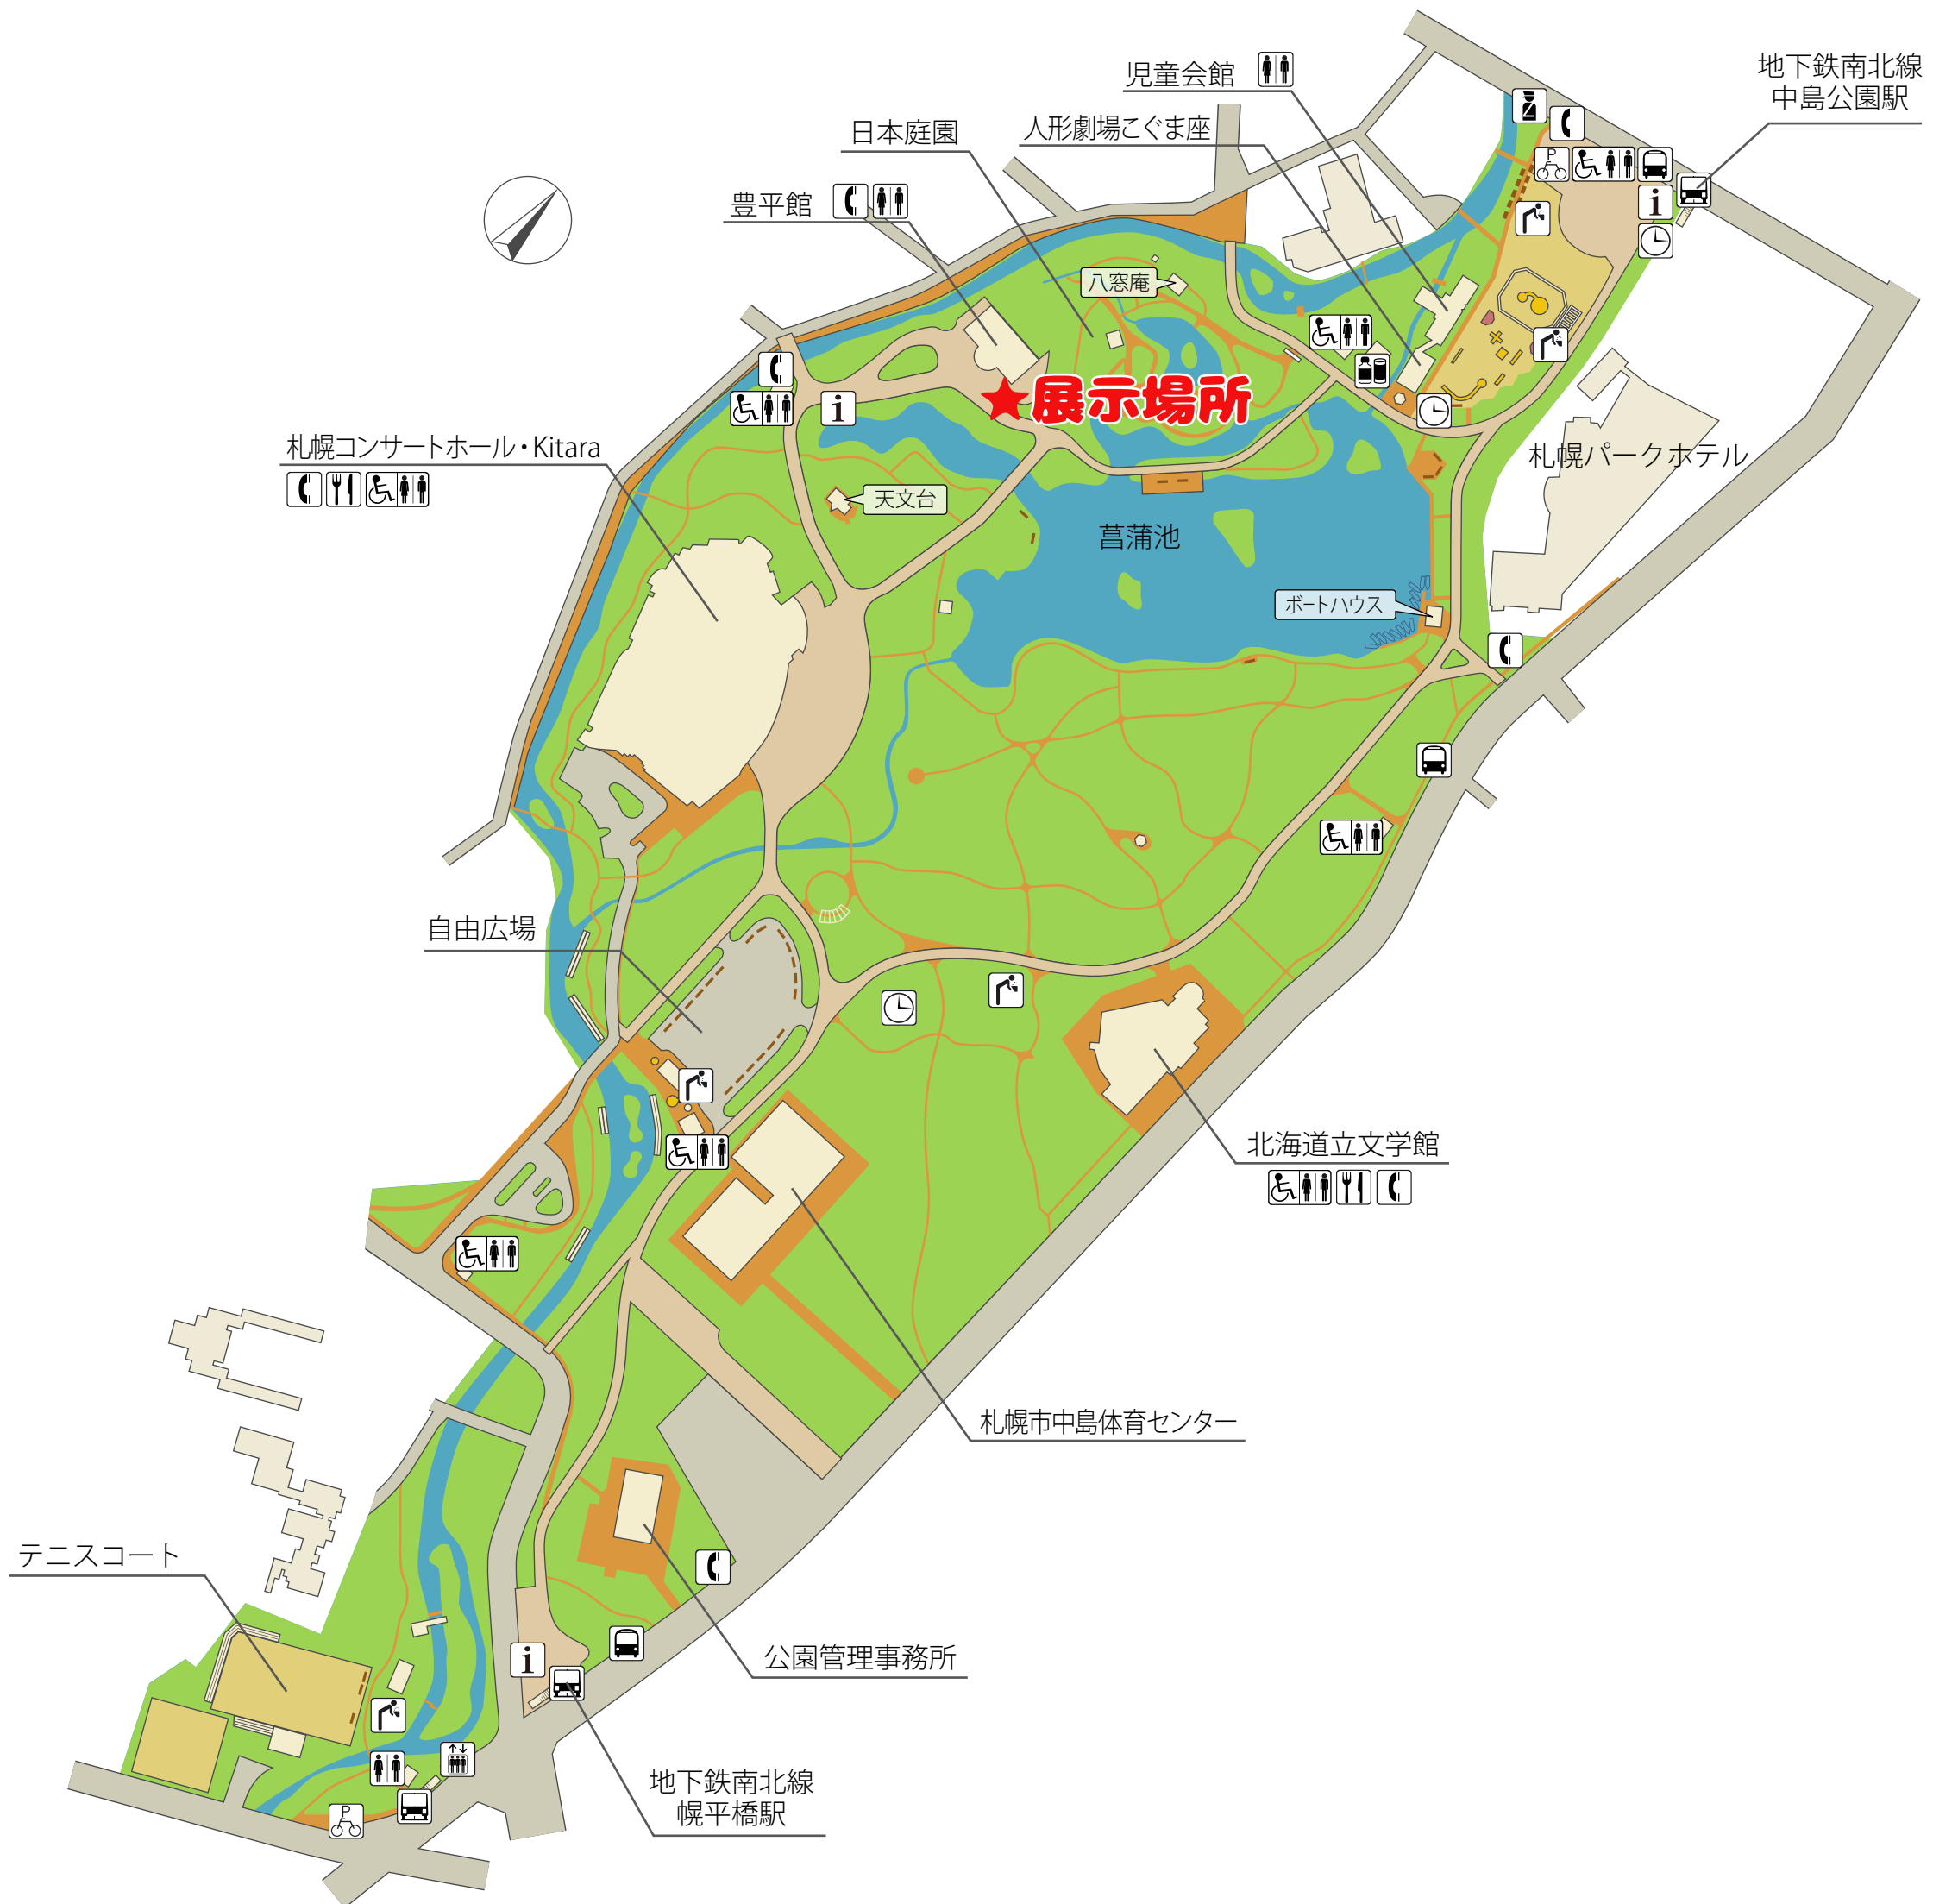 地下鉄南北線
中島公園駅
児童会館
人形劇場こぐま座
日本庭園
豊平館
八窓庵
展示場所
札幌コンサートホール・Kitara
札幌パークホテル
天文台
菖蒲池
ボートハウス
自由広場
北海道立文学館
札幌市中島体育センター
テニスコート
公園管理事務所
地下鉄南北線
幌平橋駅
P
i
i
i
P